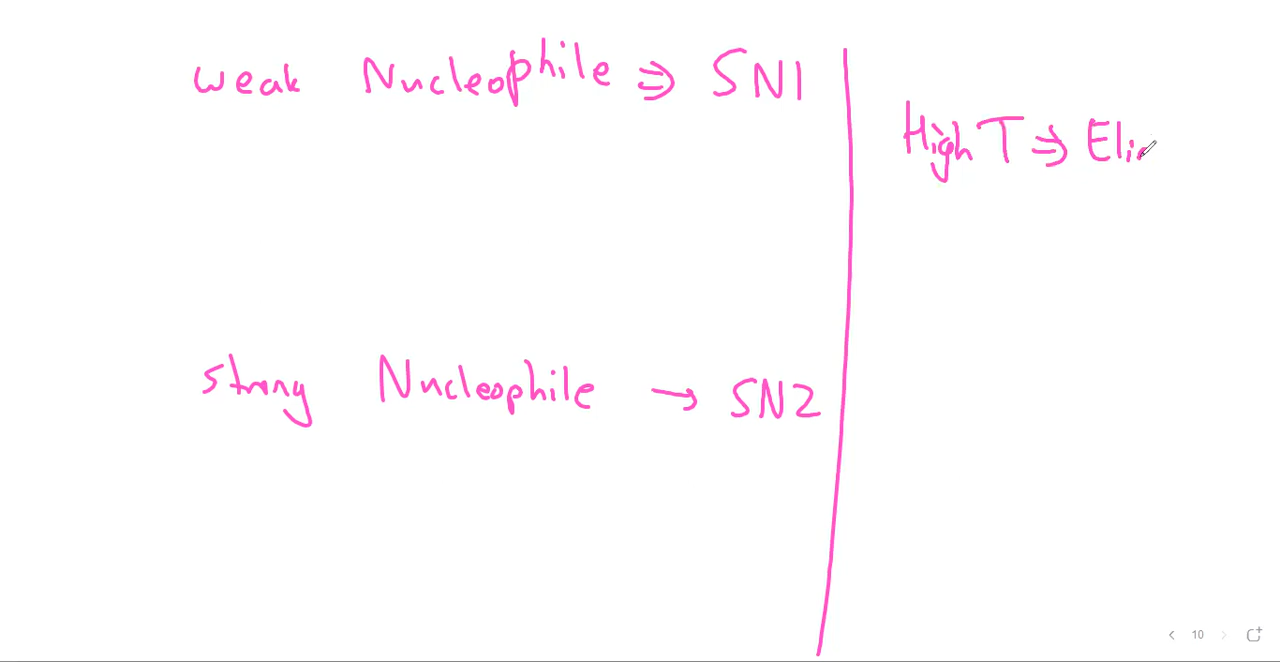 weak Nucleophile ⇒ SN1
High T ⇒ Eli
strong Nucleophile → SN2
10